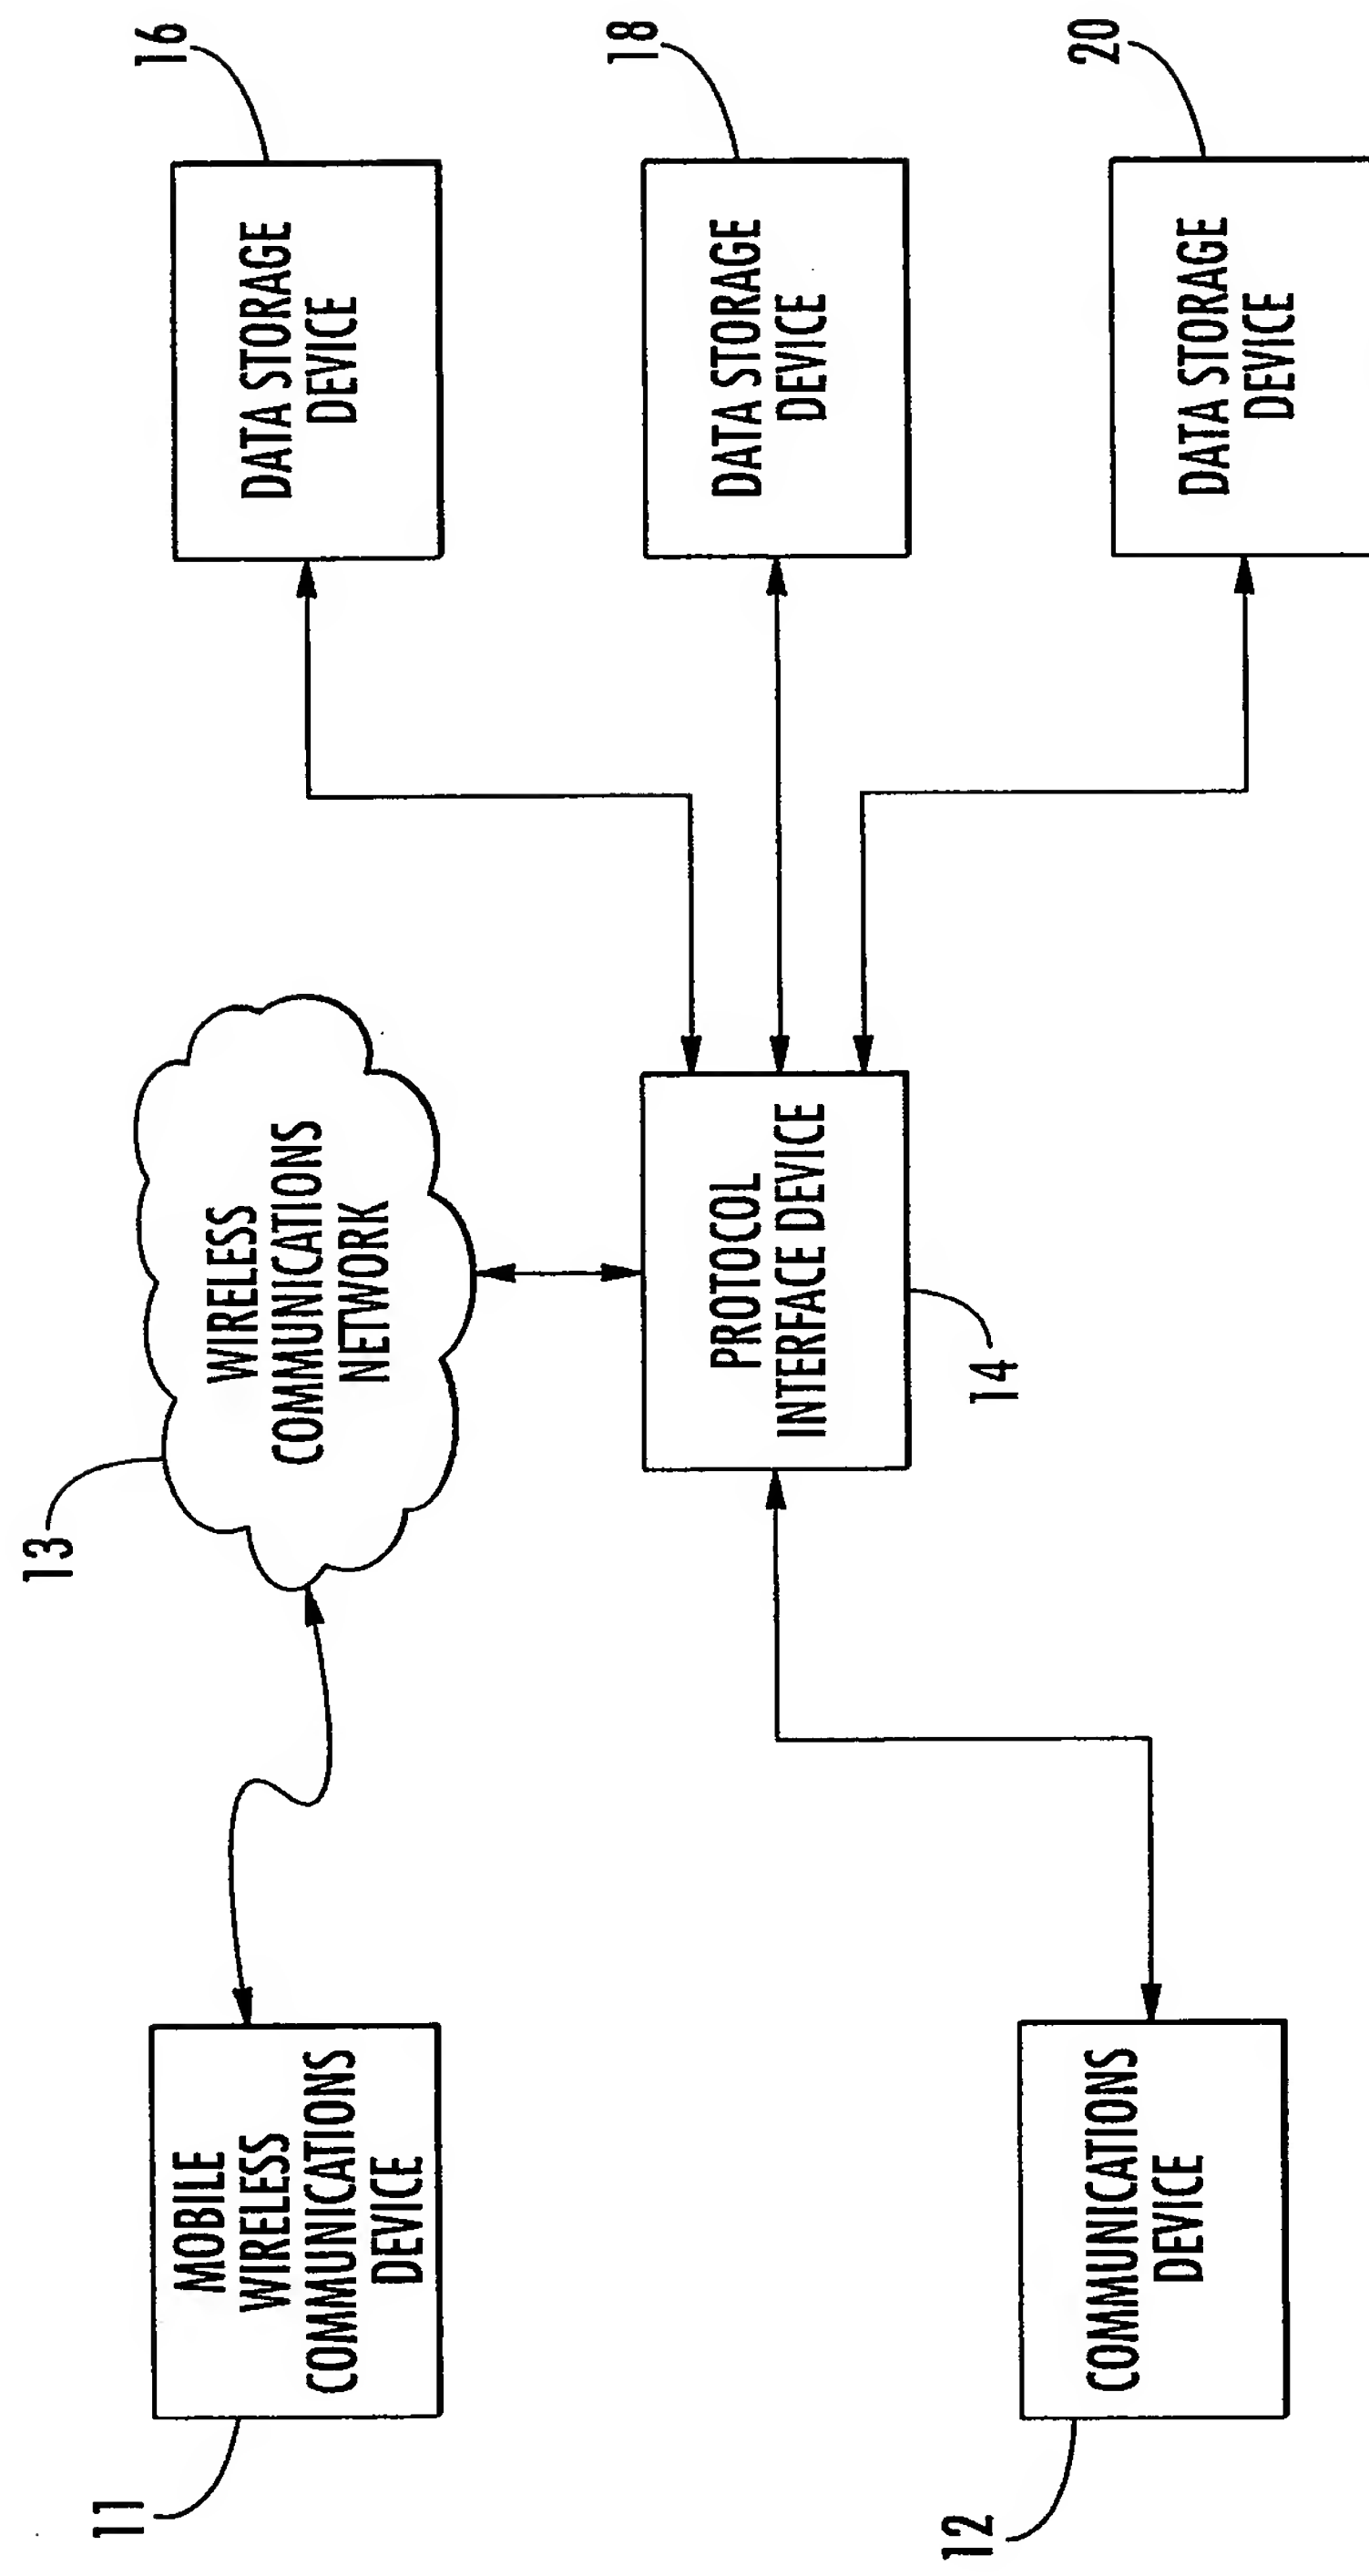 11
MOBILE
WIRELESS
COMMUNICATIONS
DEVICE
13
WIRELESS
COMMUNICATIONS
NETWORK
16
DATA STORAGE
DEVICE
12
COMMUNICATIONS
DEVICE
PROTOCOL
INTERFACE DEVICE
14
18
DATA STORAGE
DEVICE
20
DATA STORAGE
DEVICE